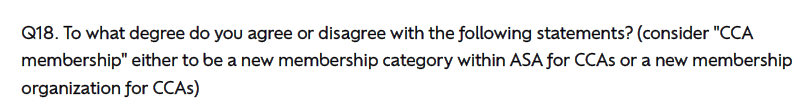 Q18. To what degree do you agree or disagree with the following statements? (consider "CCA
membership" either to be a new membership category within ASA for CCAs or a new membership
organization for CCAs)